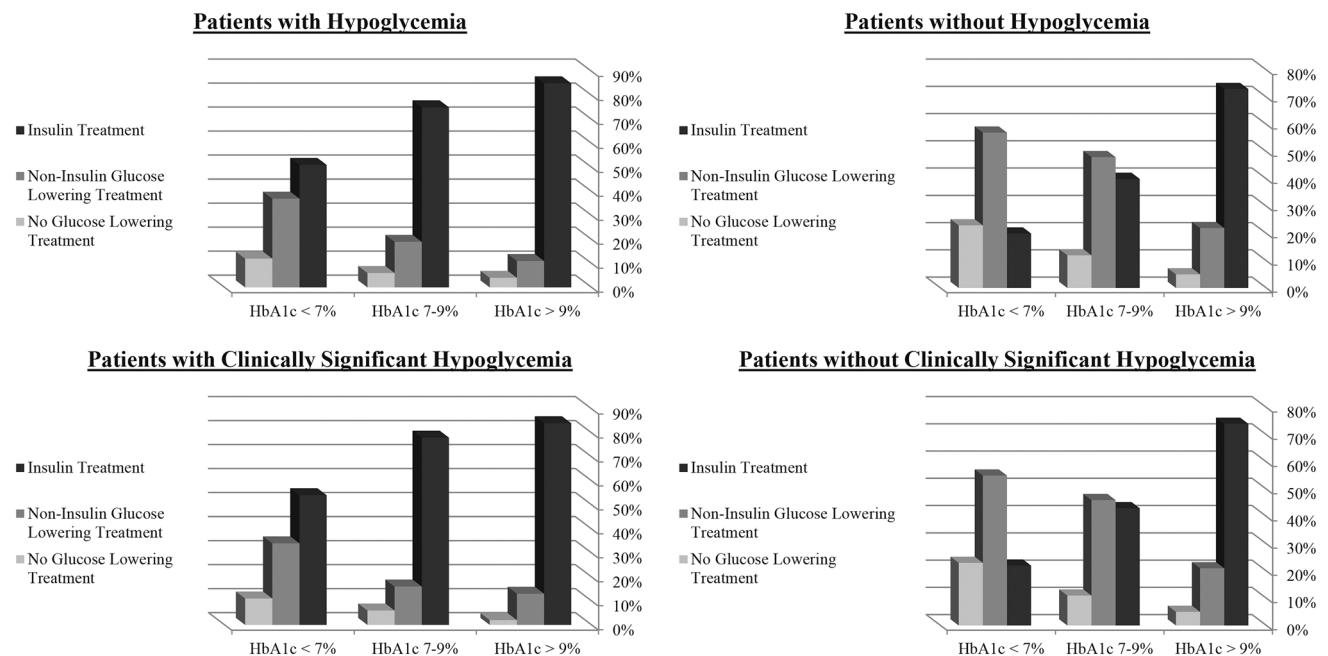 Patients with Hypoglycemia
Insulin Treatment
Non-Insulin Glucose
Lowering Treatment
No Glucose Lowering
Treatment
90%
80%
70%
60%
50%
40%
30%
20%
10%
0%
HbA1c < 7%
HbA1c 7-9%
HbA1c > 9%
Patients without Hypoglycemia
Insulin Treatment
Non-Insulin Glucose Lowering
Treatment
No Glucose Lowering
Treatment
80%
70%
60%
50%
40%
30%
20%
10%
0%
HbA1c < 7%
HbA1c 7-9%
HbA1c > 9%
Patients with Clinically Significant Hypoglycemia
Insulin Treatment
Non-Insulin Glucose
Lowering Treatment
No Glucose Lowering
Treatment
90%
80%
70%
60%
50%
40%
30%
20%
10%
0%
HbA1c < 7%
HbA1c 7-9%
HbA1c > 9%
Patients without Clinically Significant Hypoglycemia
Insulin Treatment
Non-Insulin Glucose Lowering
Treatment
No Glucose Lowering
Treatment
80%
70%
60%
50%
40%
30%
20%
10%
0%
HbA1c < 7%
HbA1c 7-9%
HbA1c > 9%